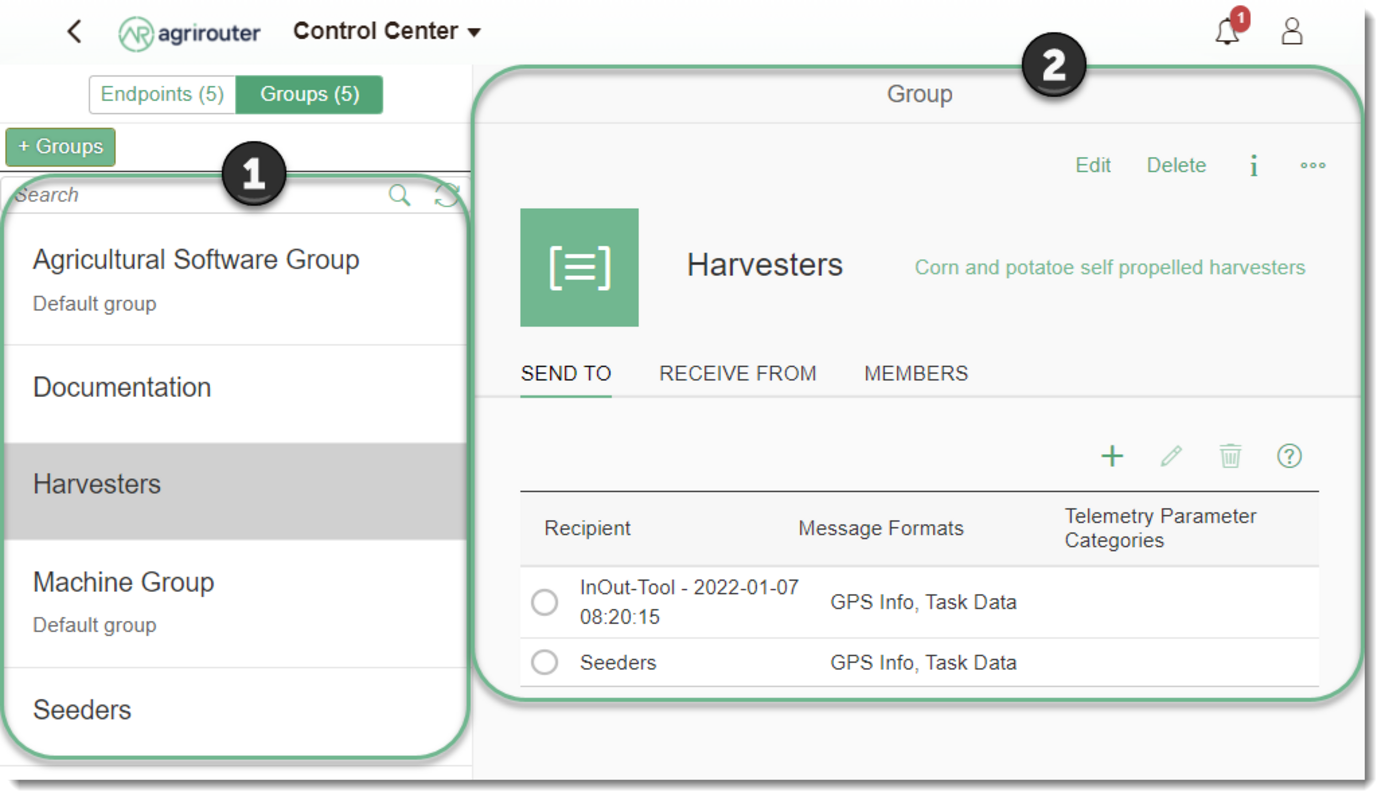 AR agrirouter Control Center
1
2
Endpoints (5) Groups (5)
Group
+ Groups
1
Edit Delete i
Search
Agricultural Software Group
Default group
Harvesters Corn and potatoe self propelled harvesters
Documentation
SEND TO RECEIVE FROM MEMBERS
Harvesters
?
Recipient Message Formats Telemetry Parameter
Categories
Machine Group
Default group
InOut-Tool - 2022-01-07
08:20:15 GPS Info, Task Data
Seeders GPS Info, Task Data
Seeders